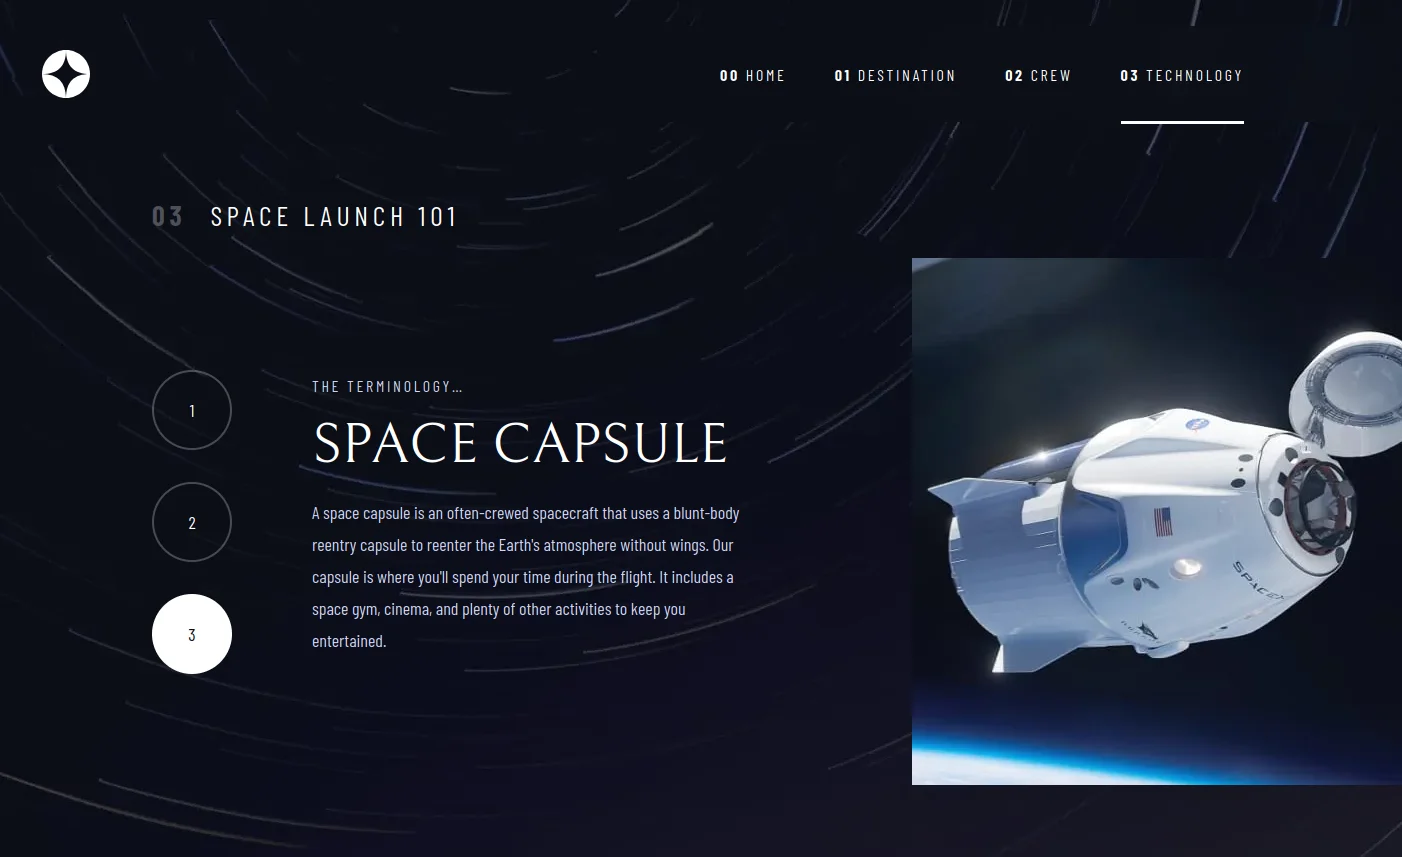 00 HOME 01 DESTINATION 02 CREW 03 TECHNOLOGY
03 SPACE LAUNCH 101
1
2
3
THE TERMINOLOGY...
SPACE CAPSULE
A space capsule is an often-crewed spacecraft that uses a blunt-body
reentry capsule to reenter the Earth's atmosphere without wings. Our
capsule is where you'll spend your time during the flight. It includes a
space gym, cinema, and plenty of other activities to keep you
entertained.
SPACEX